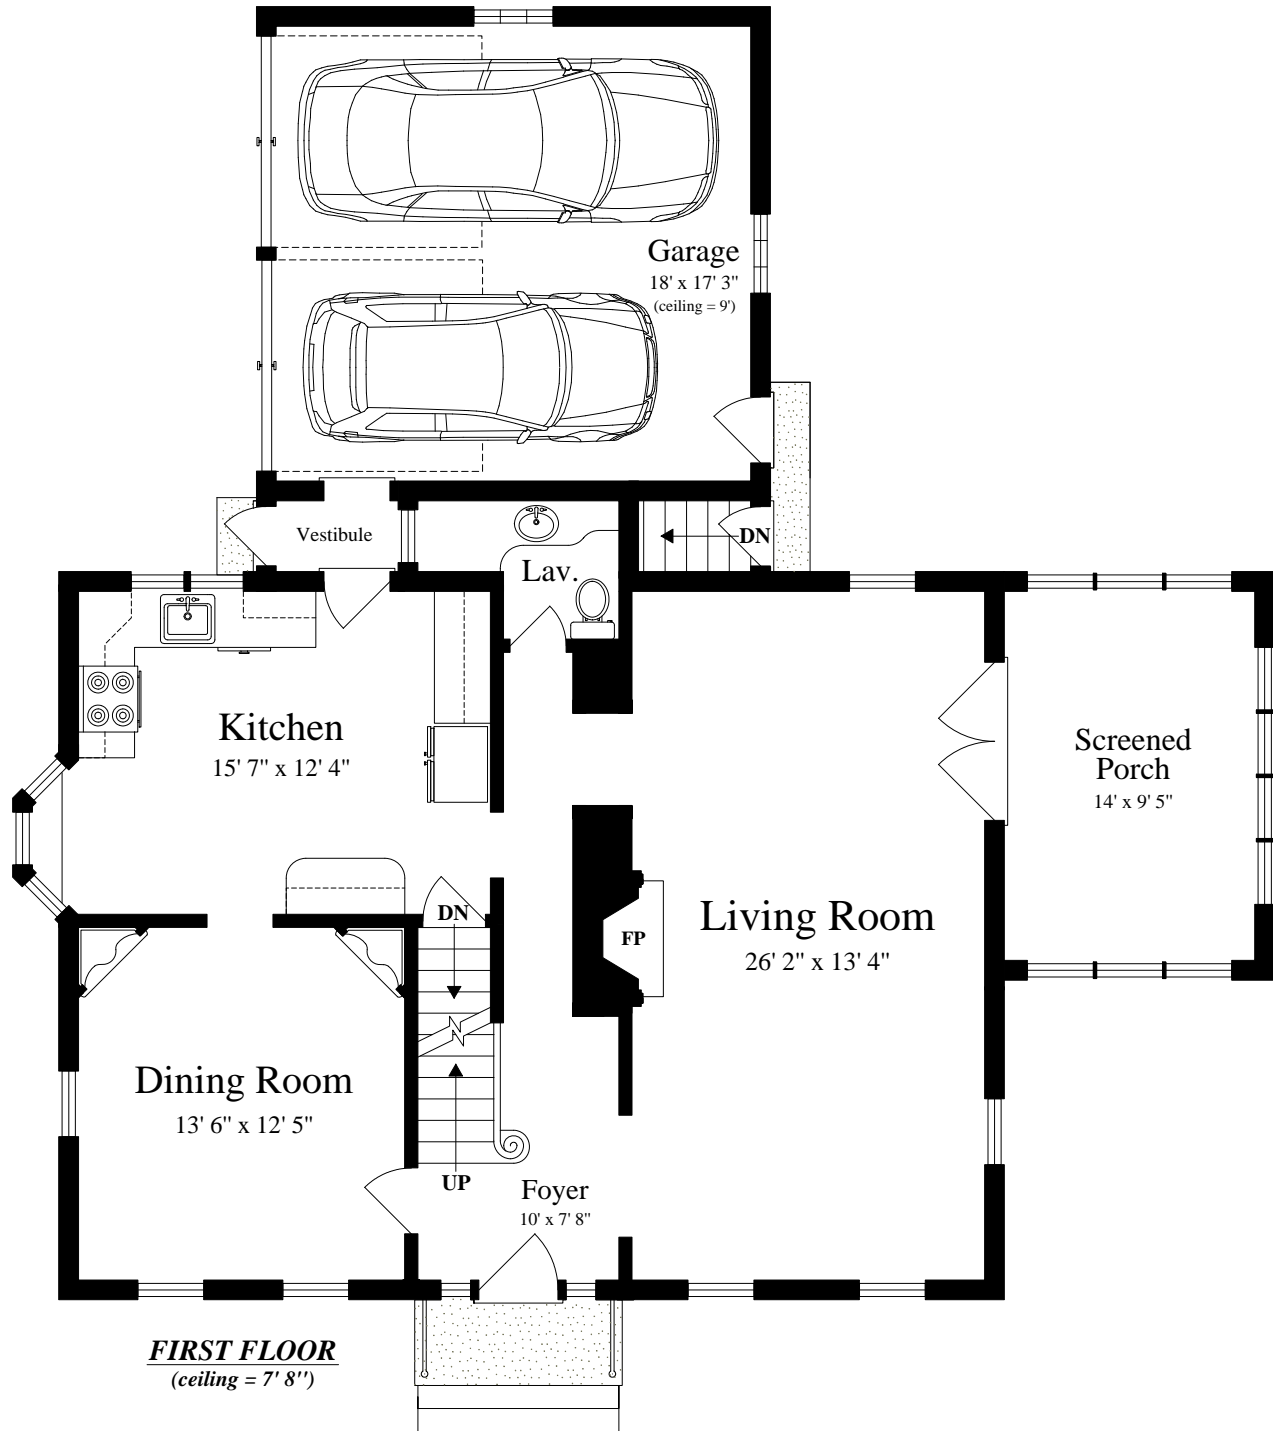 Garage
18' x 17' 3"
(ceiling = 9')
Vestibule
DN
Lav.
Kitchen
15' 7" x 12' 4"
Screened
Porch
14' x 9' 5"
DN
FP
Living Room
26' 2" x 13' 4"
Dining Room
13' 6" x 12' 5"
UP
Foyer
10' x 7' 8"
FIRST FLOOR
(ceiling = 7' 8")